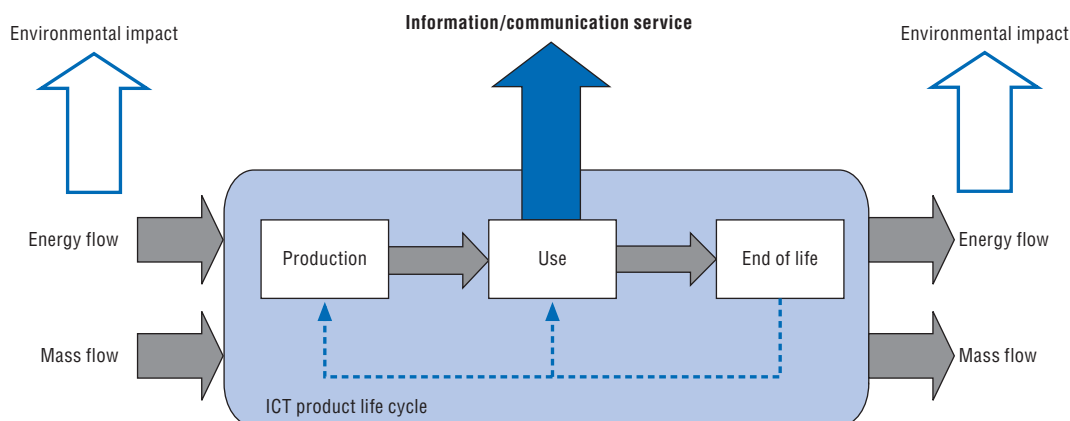 Information/communication service
Environmental impact
Environmental impact
Energy flow
Production
Use
End of life
Energy flow
Mass flow
Mass flow
ICT product life cycle